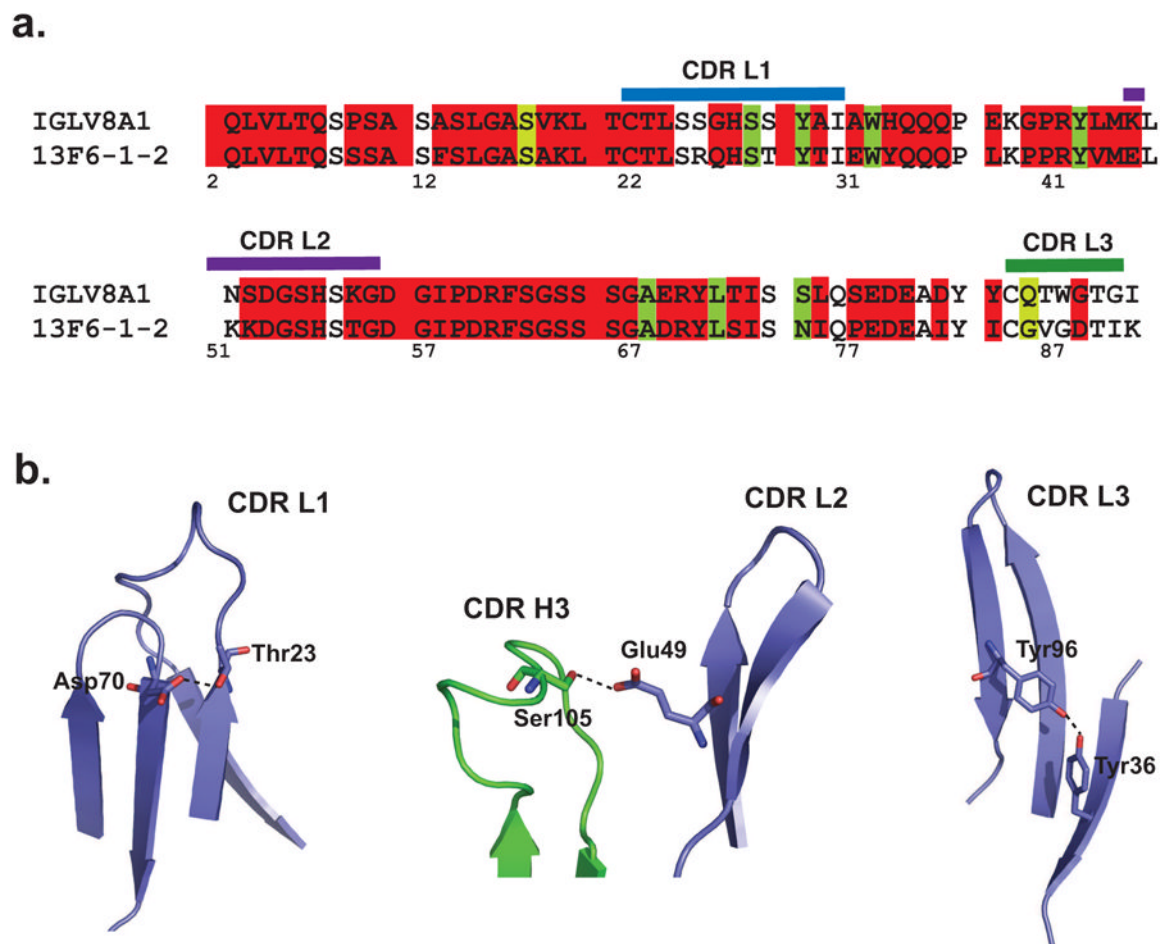 a.
CDR L1
IGLV8A1 QLVLTQSPSA SASLGASVKL TCTLSSGHSS YAIAWHQQQP EKGPRYLMKL
13F6-1-2 QLVLTQSSSA SFSLGASAKL TCTLSRQHST YTIEWYQQQP LKPPRYVMEL
2 12 22 31 41
CDR L2 CDR L3
IGLV8A1 NSDGSHSKGD GIPDRFSGSS SGAERYLTIS SLQSEDEADY YCQTWGTGI
13F6-1-2 KKDGSHSTGD GIPDRFSGSS SGADRYLSIS NIQPEDEAIY ICGVGDTIK
51 57 67 77 87
b.
CDR L1
Asp70
Thr23
CDR H3
CDR L2
Glu49
Ser105
CDR L3
Tyr96
Tyr36